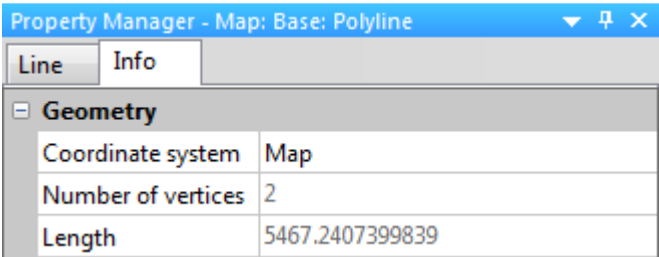 Property Manager - Map: Base: Polyline
Line Info
Geometry
Coordinate system Map
Number of vertices 2
Length 5467.2407399839